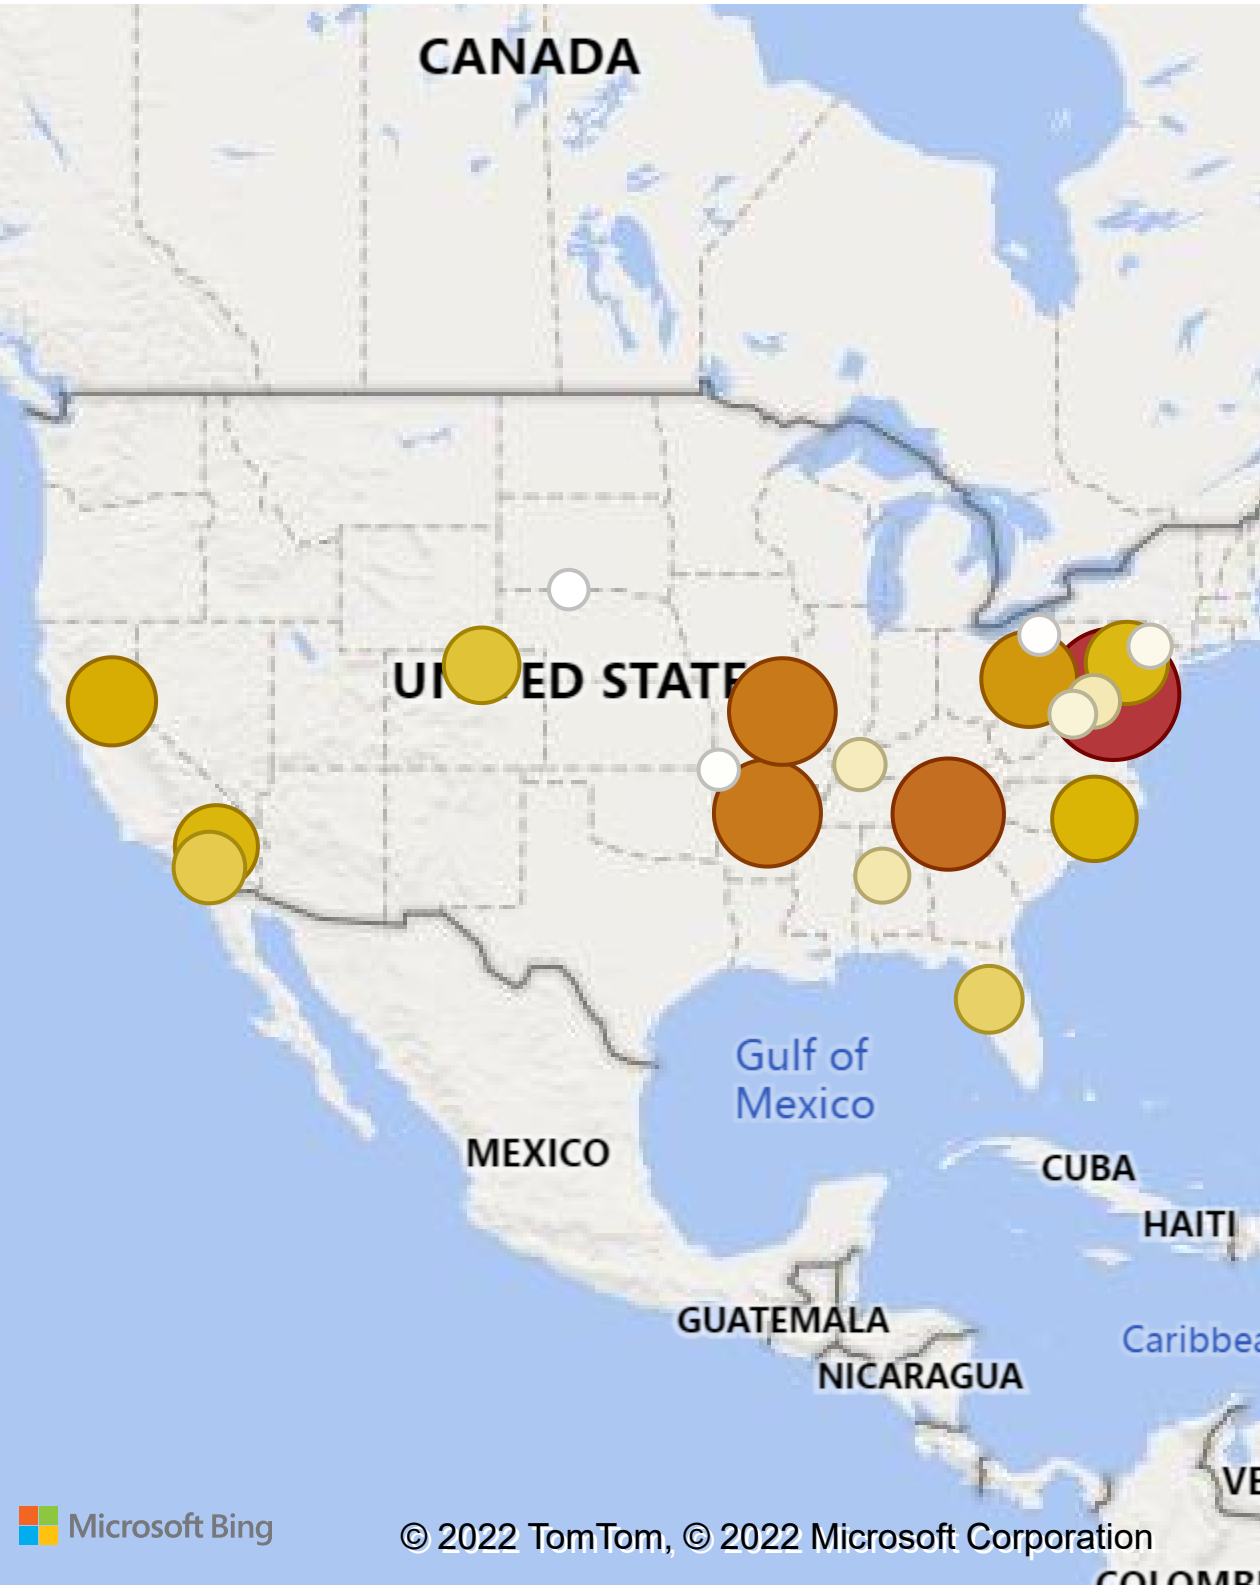 CANADA
UNITED STATES
Gulf of
Mexico
MEXICO
CUBA
HAITI
GUATEMALA
Caribbea
NICARAGUA
VE
Microsoft Bing
© 2022 TomTom, © 2022 Microsoft Corporation
COLOMB